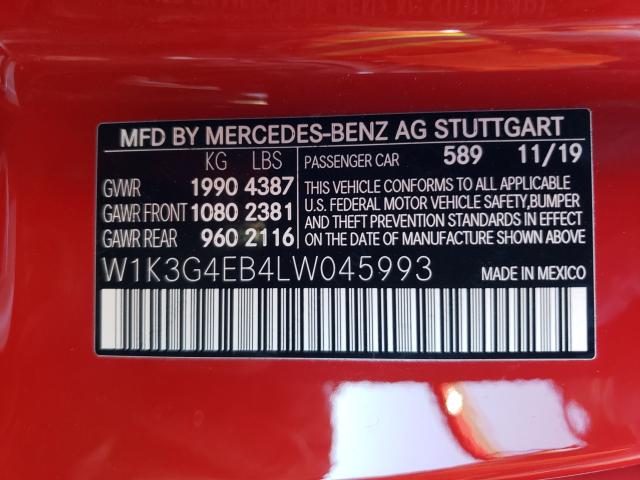 MFD BY MERCEDES-BENZ AG STUTTGART
KG LBS
PASSENGER CAR 589 11/19
GVWR 1990 4387
GAWR FRONT 1080 2381
GAWR REAR 960 2116
THIS VEHICLE CONFORMS TO ALL APPLICABLE
U.S. FEDERAL MOTOR VEHICLE SAFETY,BUMPER
AND THEFT PREVENTION STANDARDS IN EFFECT
ON THE DATE OF MANUFACTURE SHOWN ABOVE
W1K3G4EB4LW045993
MADE IN MEXICO